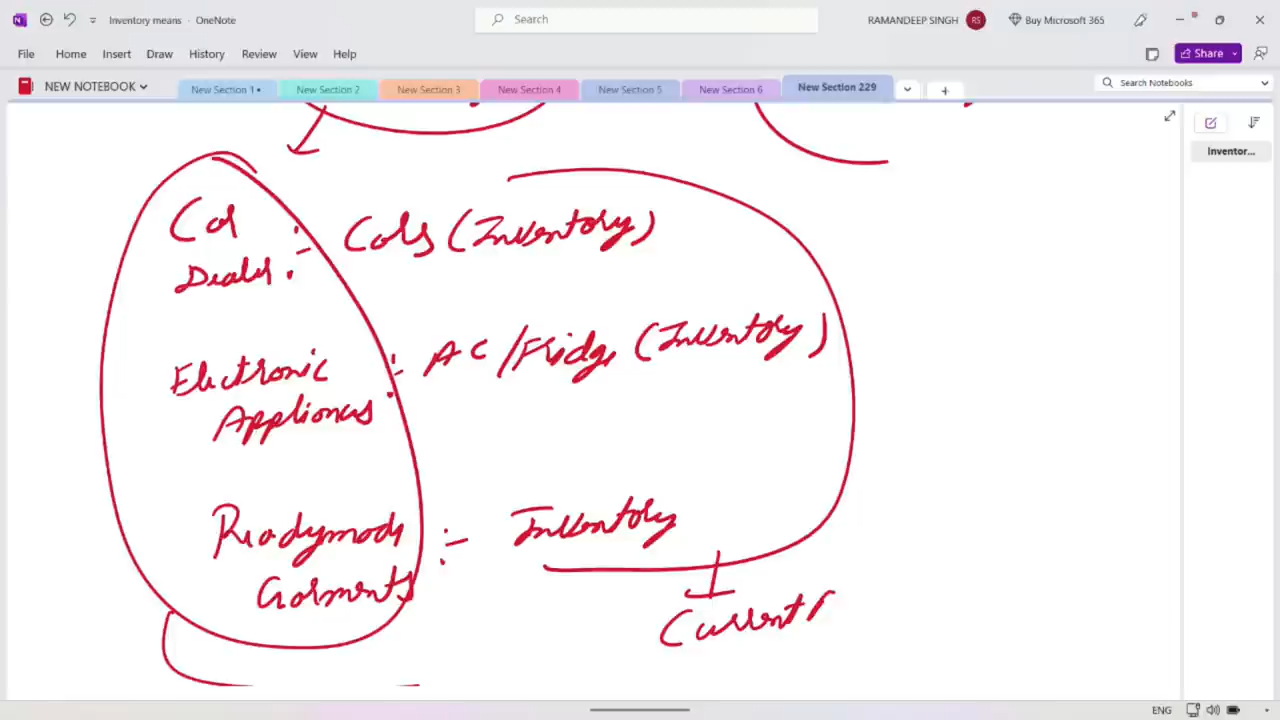 Inventory means - OneNote
Search
RAMANDEEP SINGH
RS
Buy Microsoft 365
File Home Insert Draw History Review View Help
Share
NEW NOTEBOOK
New Section 1
New Section 2
New Section 3
New Section 4
New Section 5
New Section 6
New Section 229
Search Notebooks
Inventor...
Car
Dealer :- Cars (Inventory)
Electronic
Appliances :- AC/Fridge (Inventory)
Readymade
Garments :- Inventory
Current
ENG